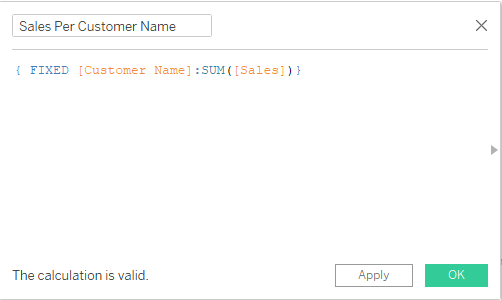 Sales Per Customer Name
{ FIXED [Customer Name]:SUM([Sales])}
The calculation is valid.
Apply
OK